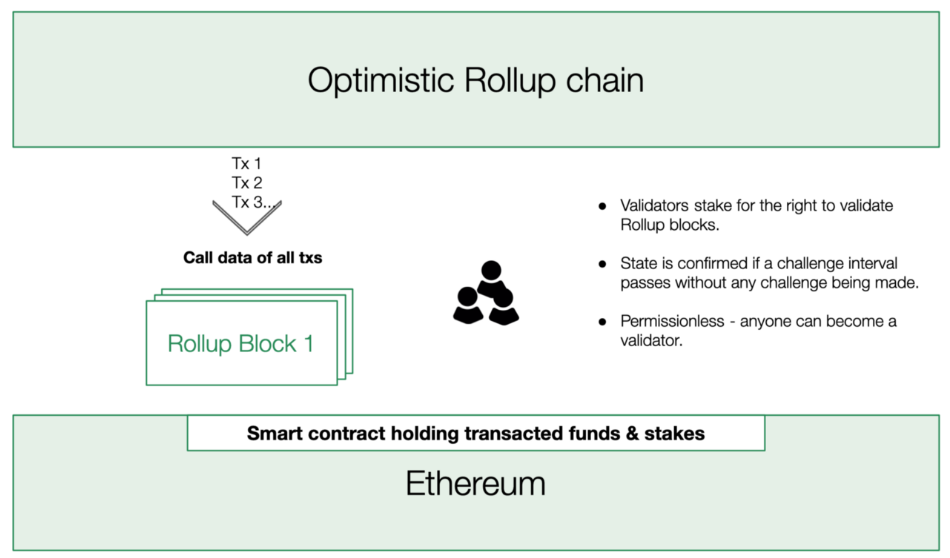 Optimistic Rollup chain
Tx 1
Tx 2
Tx 3...
Call data of all txs
Rollup Block 1
● Validators stake for the right to validate
Rollup blocks.
● State is confirmed if a challenge interval
passes without any challenge being made.
● Permissionless - anyone can become a
validator.
Smart contract holding transacted funds & stakes
Ethereum